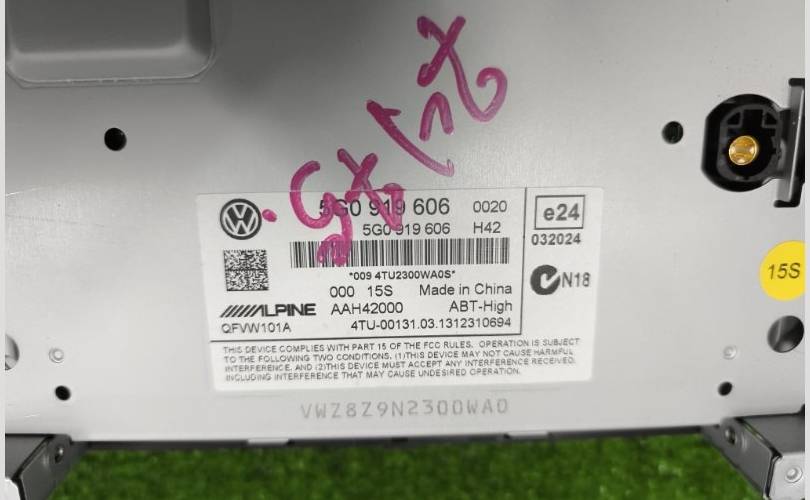 5G0 919 606 0020
5G0 919 606 H42
e24
032024
*009 4TU2300WA0S*
000 15S Made in China
N18
ALPINE AAH42000 ABT-High
QFVW101A 4TU-00131.03.1312310694
THIS DEVICE COMPLIES WITH PART 15 OF THE FCC RULES. OPERATION IS SUBJECT
TO THE FOLLOWING TWO CONDITIONS. (1)THIS DEVICE MAY NOT CAUSE HARMFUL
INTERFERENCE. AND (2)THIS DEVICE MUST ACCEPT ANY INTERFERENCE RECEIVED.
INCLUDING INTERFERENCE THAT MAY CAUSE UNDESIRED OPERATION.
VWZ8Z9N2300WA0
15S